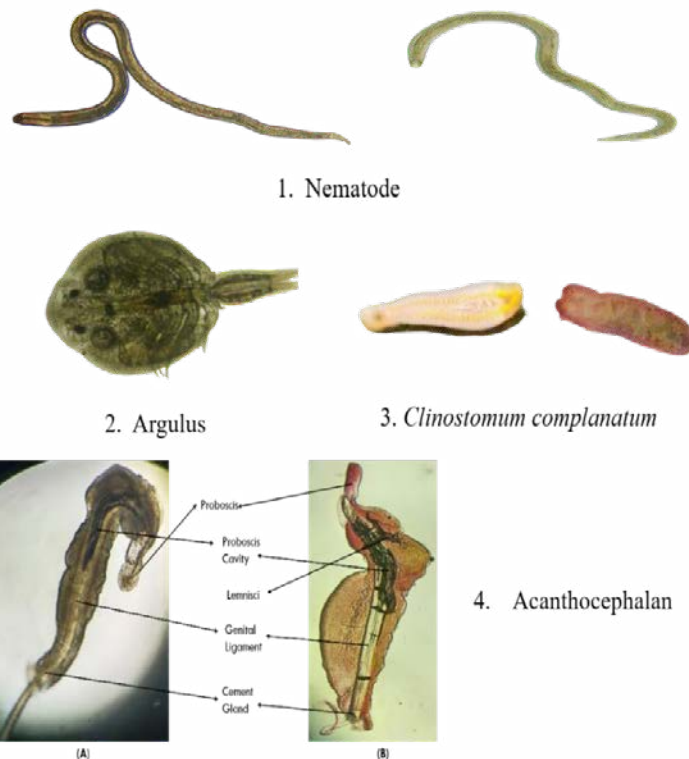 1. Nematode
2. Argulus
3. Clinostomum complanatum
Proboscis
Proboscis
Cavity
Lemnisci
Genital
Ligament
Cement
Gland
4. Acanthocephalan
(A)
(B)